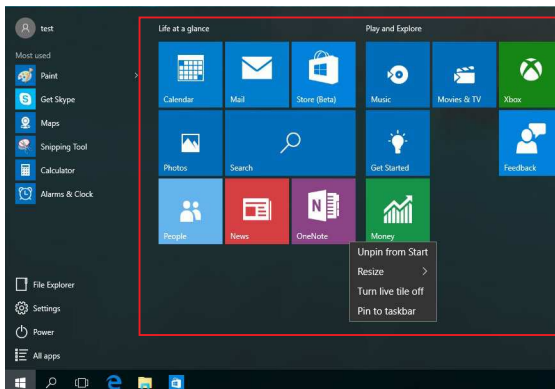 test
Most used
Paint
Get Skype
Maps
Snipping Tool
Calculator
Alarms & Clock
File Explorer
Settings
Power
All apps
Life at a glance
Play and Explore
Calendar
Mail
Store (Beta)
Music
Movies & TV
Xbox
Photos
Search
Get Started
Feedback
People
News
OneNote
Money
Unpin from Start
Resize
Turn live tile off
Pin to taskbar